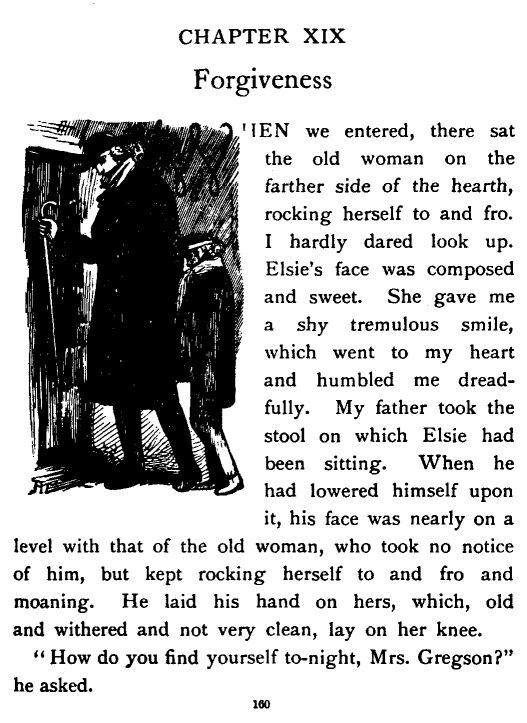 CHAPTER XIX
Forgiveness
WHEN we entered, there sat
the old woman on the
farther side of the hearth,
rocking herself to and fro.
I hardly dared look up.
Elsie's face was composed
and sweet. She gave me
a shy tremulous smile,
which went to my heart
and humbled me dread-
fully. My father took the
stool on which Elsie had
been sitting. When he
had lowered himself upon
it, his face was nearly on a
level with that of the old woman, who took no notice
of him, but kept rocking herself to and fro and
moaning. He laid his hand on hers, which, old
and withered and not very clean, lay on her knee.
“How do you find yourself to-night, Mrs. Gregson?”
he asked.
160